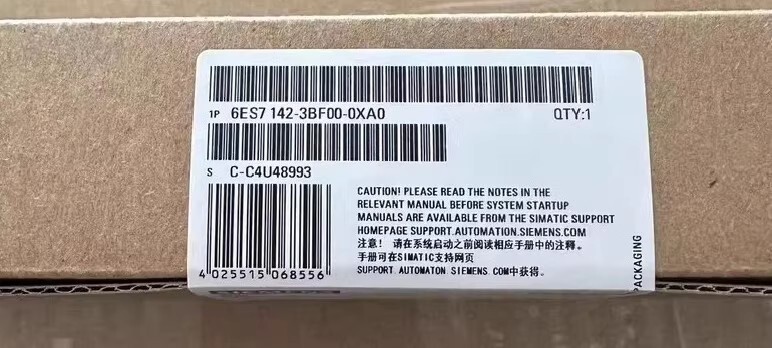 1P 6ES7 142-3BF00-0XA0 QTY:1
S C-C4U48993
CAUTION! PLEASE READ THE NOTES IN THE
RELEVANT MANUAL BEFORE SYSTEM STARTUP
MANUALS ARE AVAILABLE FROM THE SIMATIC SUPPORT
HOMEPAGE SUPPORT.AUTOMATION.SIEMENS.COM
注意! 请在系统启动之前阅读相应手册中的注释。
手册可在SIMATIC支持网页
SUPPORT. AUTOMATON. SIEMENS. COM中获得。
4 025515 068556
PACKAGING